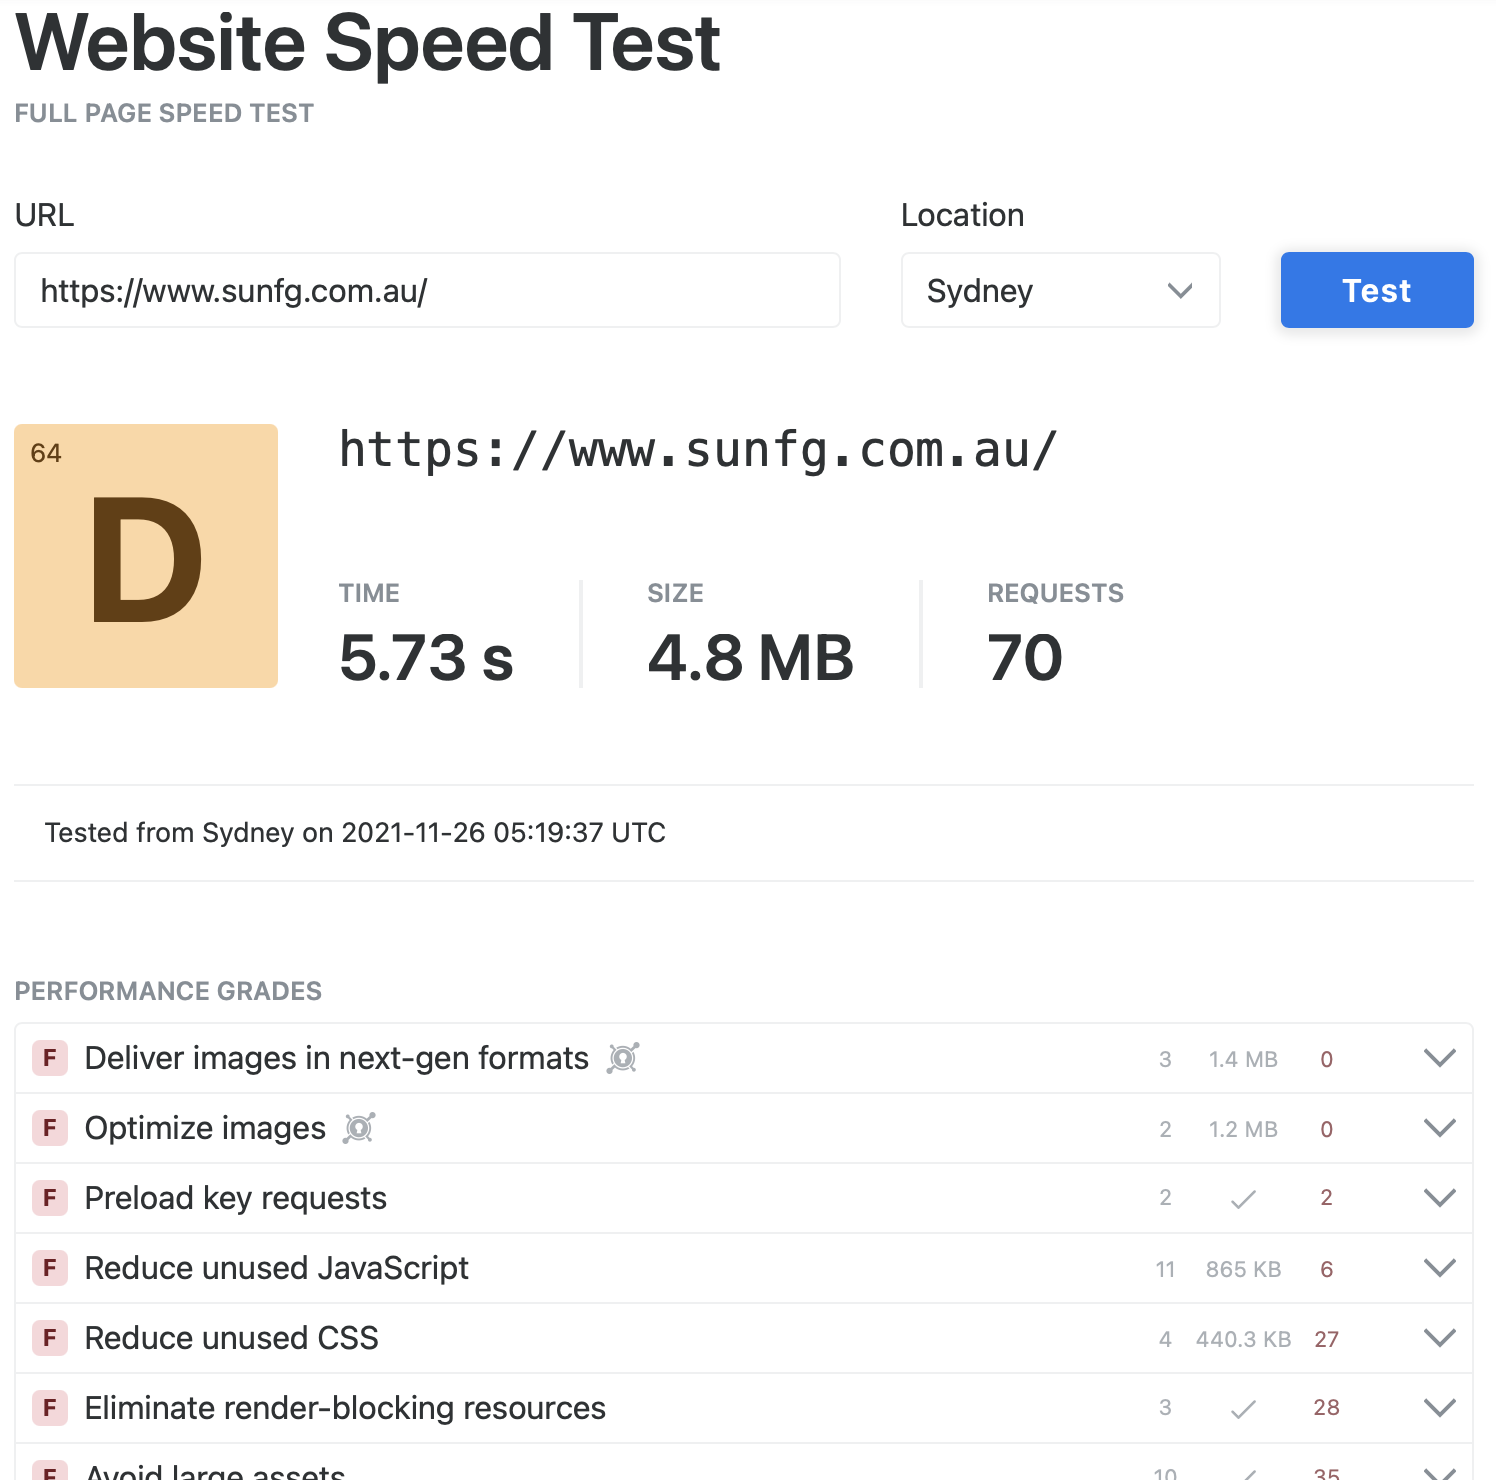 Website Speed Test
FULL PAGE SPEED TEST
URL
Location
https://www.sunfg.com.au/
Sydney
Test
64
D
https://www.sunfg.com.au/
TIME
SIZE
REQUESTS
5.73 s
4.8 MB
70
Tested from Sydney on 2021-11-26 05:19:37 UTC
PERFORMANCE GRADES
F Deliver images in next-gen formats 3 1.4 MB 0
F Optimize images 2 1.2 MB 0
F Preload key requests 2 2
F Reduce unused JavaScript 11 865 KB 6
F Reduce unused CSS 4 440.3 KB 27
F Eliminate render-blocking resources 3 28
F Avoid large assets 10 35